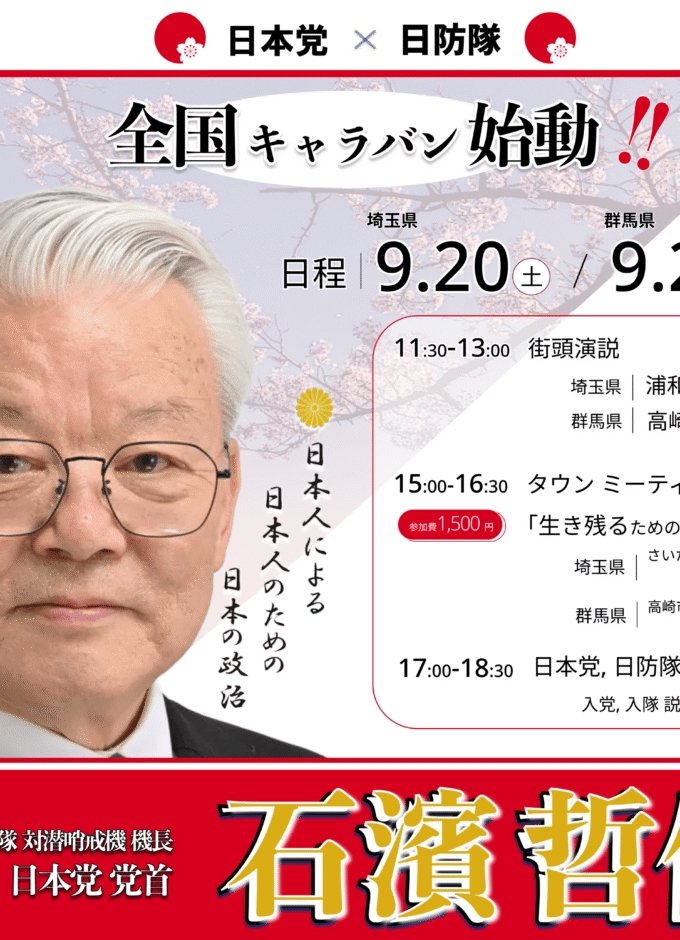 日本党 × 日防隊
全国キャラバン始動!!
埼玉県 群馬県
日程 9.20 土 / 9.2
11:30-13:00 街頭演説
埼玉県 浦和
群馬県 高崎
15:00-16:30 タウン ミーティ
参加費1,500円 「生き残るための
埼玉県 さいた
群馬県 高崎市
17:00-18:30 日本党, 日防隊
入党, 入隊 説
日本人による
日本人のための
日本の政治
隊 対潜哨戒機 機長
日本党 党首
石濱 哲